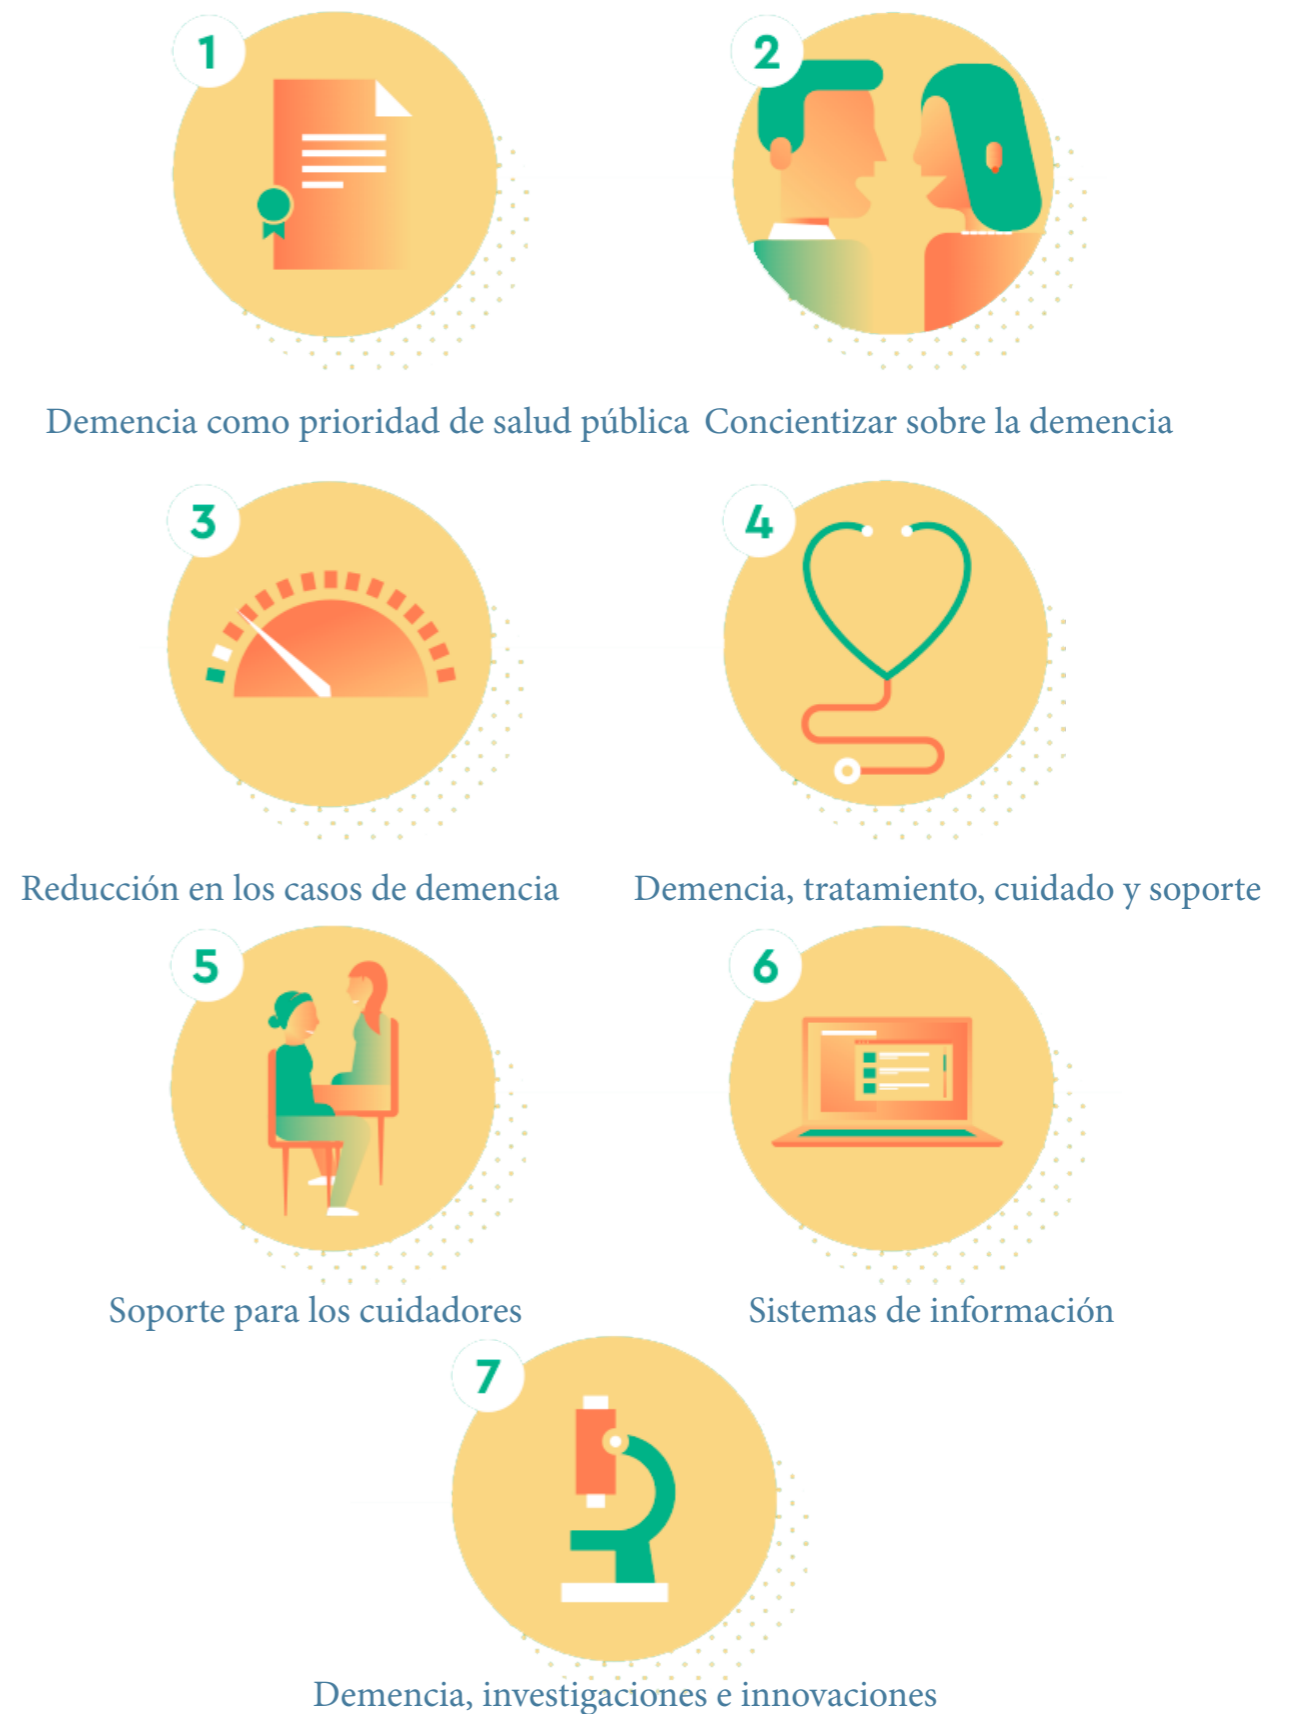 1
2
Demencia como prioridad de salud pública
Concientizar sobre la demencia
3
4
Reducción en los casos de demencia
Demencia, tratamiento, cuidado y soporte
5
6
Soporte para los cuidadores
Sistemas de información
7
Demencia, investigaciones e innovaciones